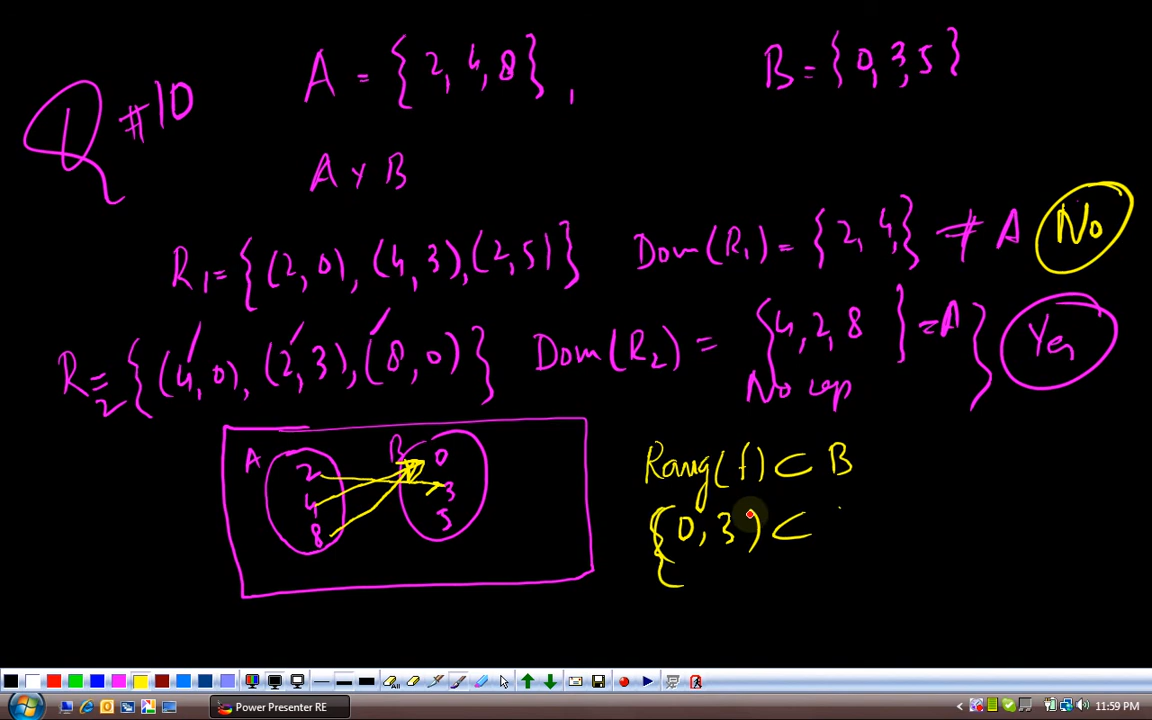 Q #10
A = {2, 4, 8},
B = {0, 3, 5}
A × B
R₁ = {(2, 0), (4, 3), (2, 5)}
Dom(R₁) = {2, 4,} ≠ A
No
R₂ = {(4, 0), (2, 3), (8, 0)}
Dom(R₂) = {4, 2, 8 } = A}
No rep
Yes
A
2
4
8
B
0
3
5
Rang(f) ⊂ B
{0, 3} ⊂
Power Presenter RE
11:59 PM